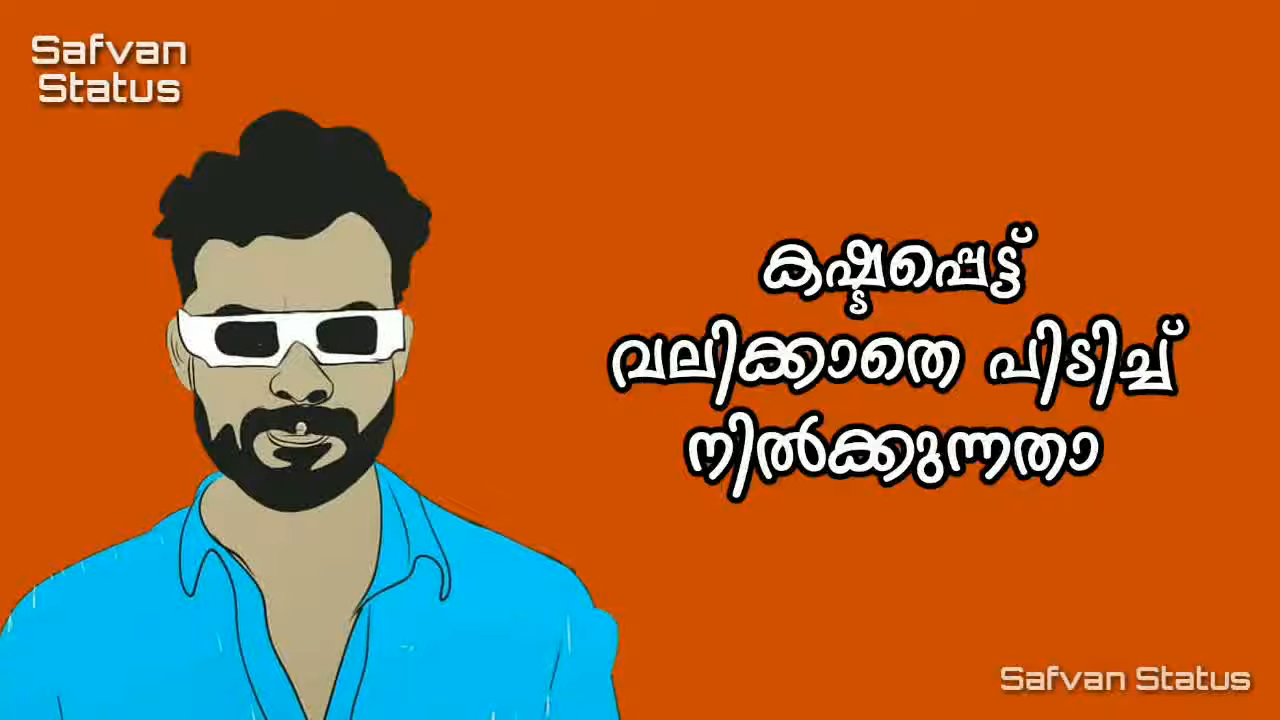 Safvan
Status
കഷ്ടപ്പെട്ട്
വലിക്കാതെ പിടിച്ച്
നിൽക്കുന്നതാ
Safvan Status